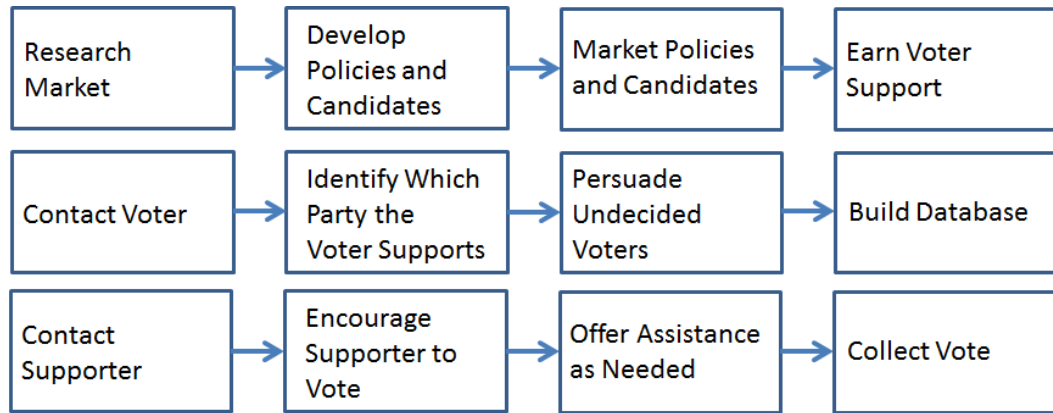 Research
Market
Develop
Policies and
Candidates
Market Policies
and Candidates
Earn Voter
Support
Contact Voter
Identify Which
Party the
Voter Supports
Persuade
Undecided
Voters
Build Database
Contact
Supporter
Encourage
Supporter to
Vote
Offer Assistance
as Needed
Collect Vote